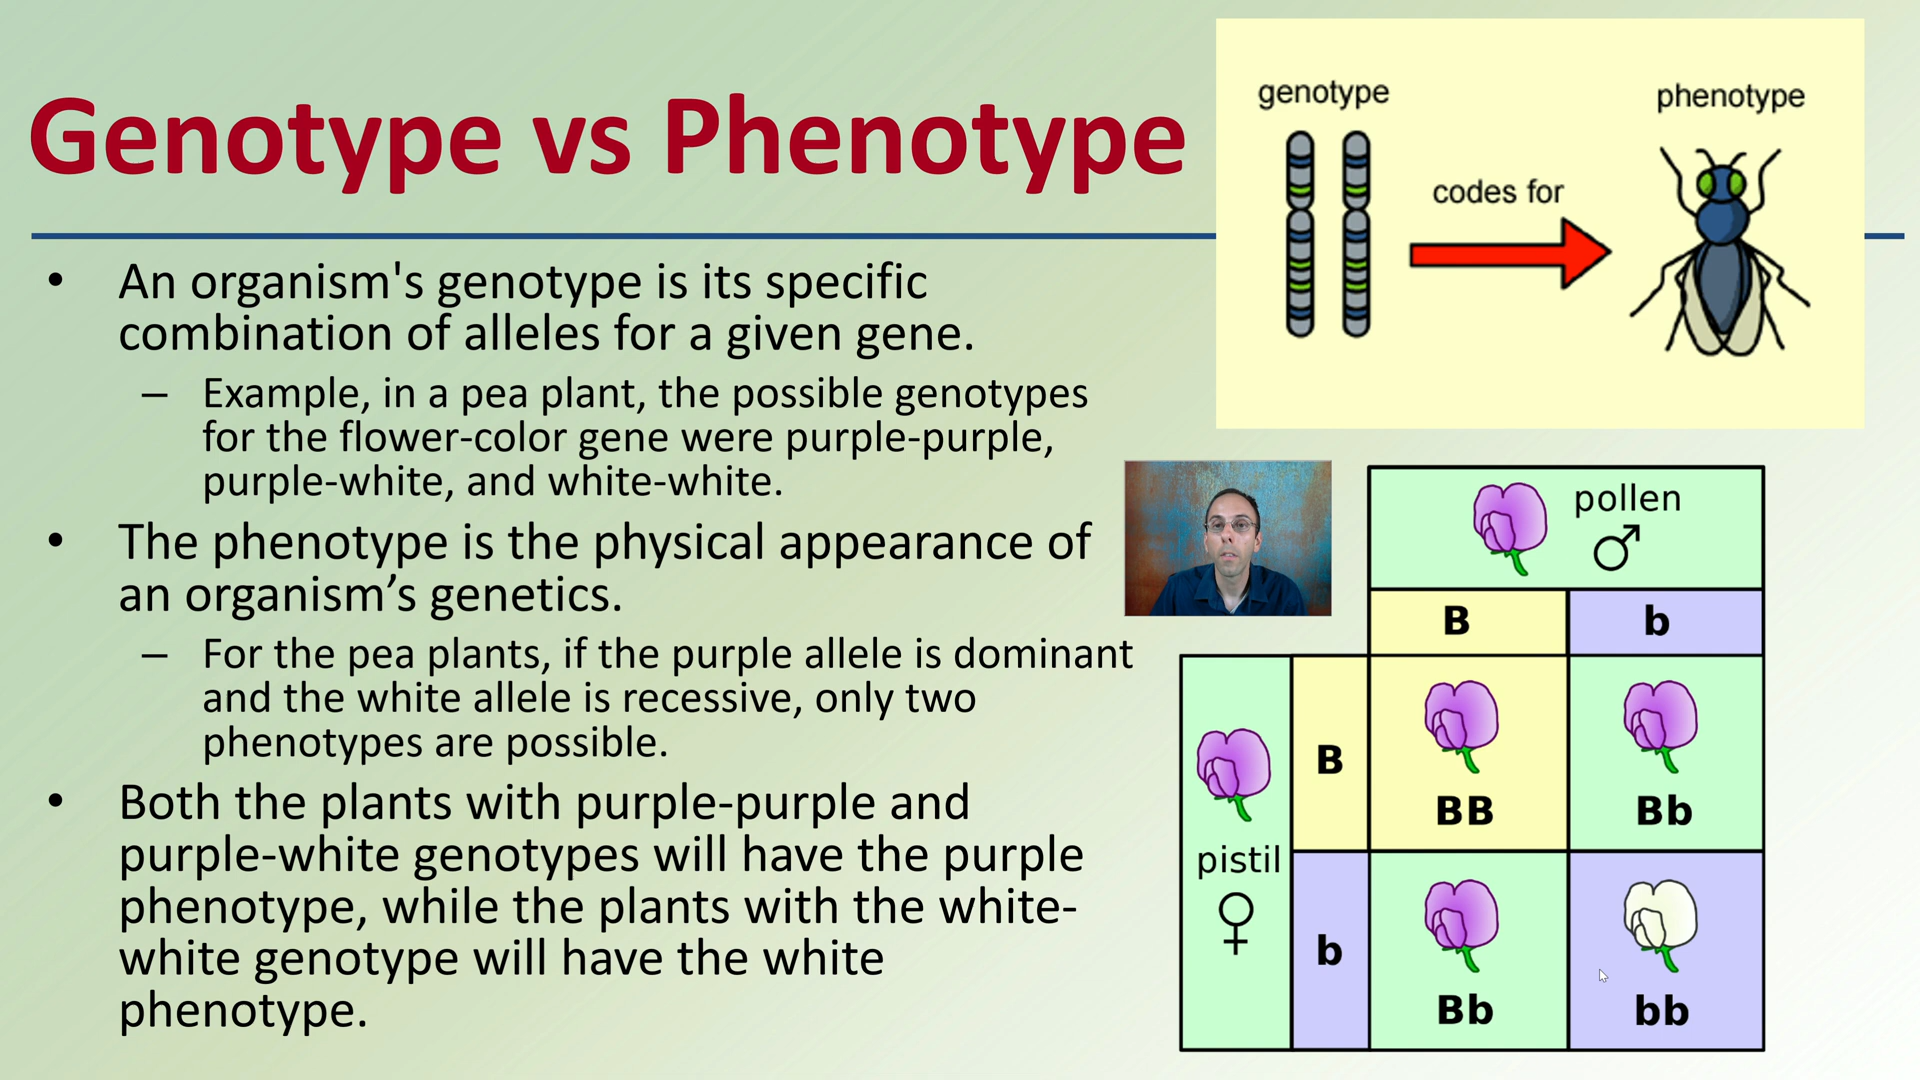 Genotype vs Phenotype
• An organism's genotype is its specific
combination of alleles for a given gene.
– Example, in a pea plant, the possible genotypes
for the flower-color gene were purple-purple,
purple-white, and white-white.
• The phenotype is the physical appearance of
an organism’s genetics.
– For the pea plants, if the purple allele is dominant
and the white allele is recessive, only two
phenotypes are possible.
• Both the plants with purple-purple and
purple-white genotypes will have the purple
phenotype, while the plants with the white-
white genotype will have the white
phenotype.
genotype
phenotype
codes for
pollen
♂
B b
pistil
♀
B
BB Bb
b
Bb bb